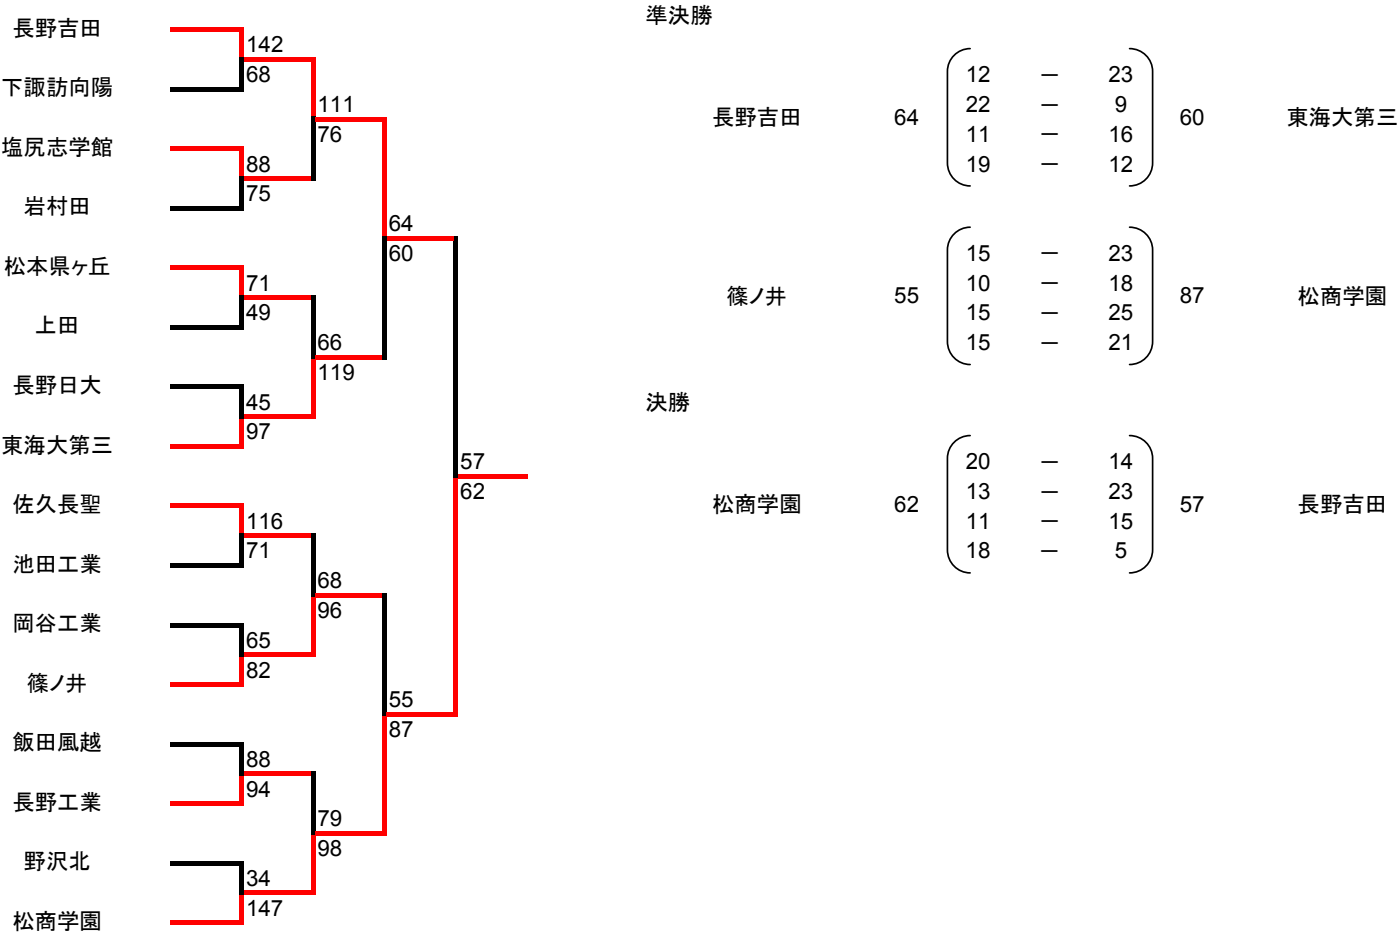 長野吉田
下諏訪向陽
塩尻志学館
岩村田
松本県ヶ丘
上田
長野日大
東海大第三
佐久長聖
池田工業
岡谷工業
篠ノ井
飯田風越
長野工業
野沢北
松商学園
142
68
88
75
71
49
45
97
116
71
65
82
88
94
34
147
111
76
66
119
68
96
79
98
64
60
55
87
57
62
準決勝
長野吉田 64 12 — 23 60 東海大第三
22 — 9
11 — 16
19 — 12
篠ノ井 55 15 — 23 87 松商学園
10 — 18
15 — 25
15 — 21
決勝
松商学園 62 20 — 14 57 長野吉田
13 — 23
11 — 15
18 — 5